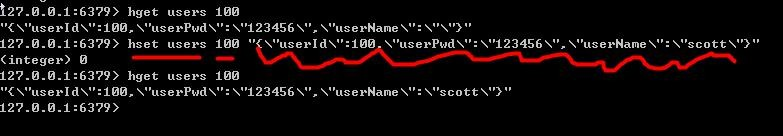 127.0.0.1:6379> hget users 100
"{\"userId\":100,\"userPwd\":\"123456\",\"userName\":\"\"}"
127.0.0.1:6379> hset users 100 "{\"userId\":100,\"userPwd\":\"123456\",\"userName\":\"scott\"}"
(integer) 0
127.0.0.1:6379> hget users 100
"{\"userId\":100,\"userPwd\":\"123456\",\"userName\":\"scott\"}"
127.0.0.1:6379>